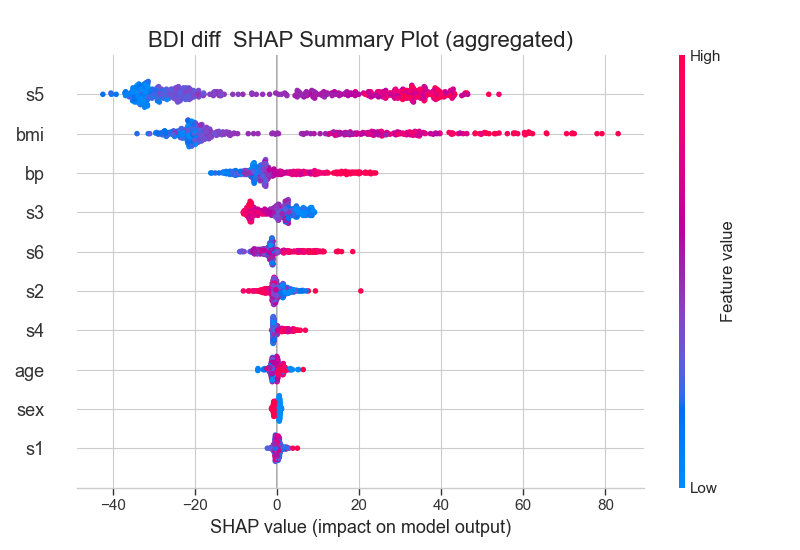 BDI diff  SHAP Summary Plot (aggregated)
High
s5
bmi
bp
s3
s6
s2
s4
age
sex
s1
Feature value
Low
−40 −20 0 20 40 60 80
SHAP value (impact on model output)